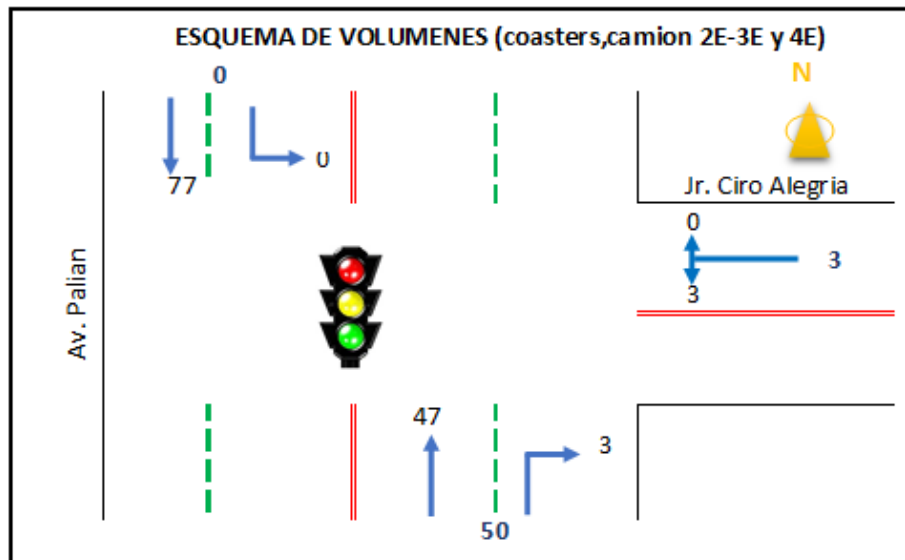 ESQUEMA DE VOLUMENES (coasters,camion 2E-3E y 4E)
0
N
0
77
Jr. Ciro Alegria
0
3
3
Av. Palian
47
3
50